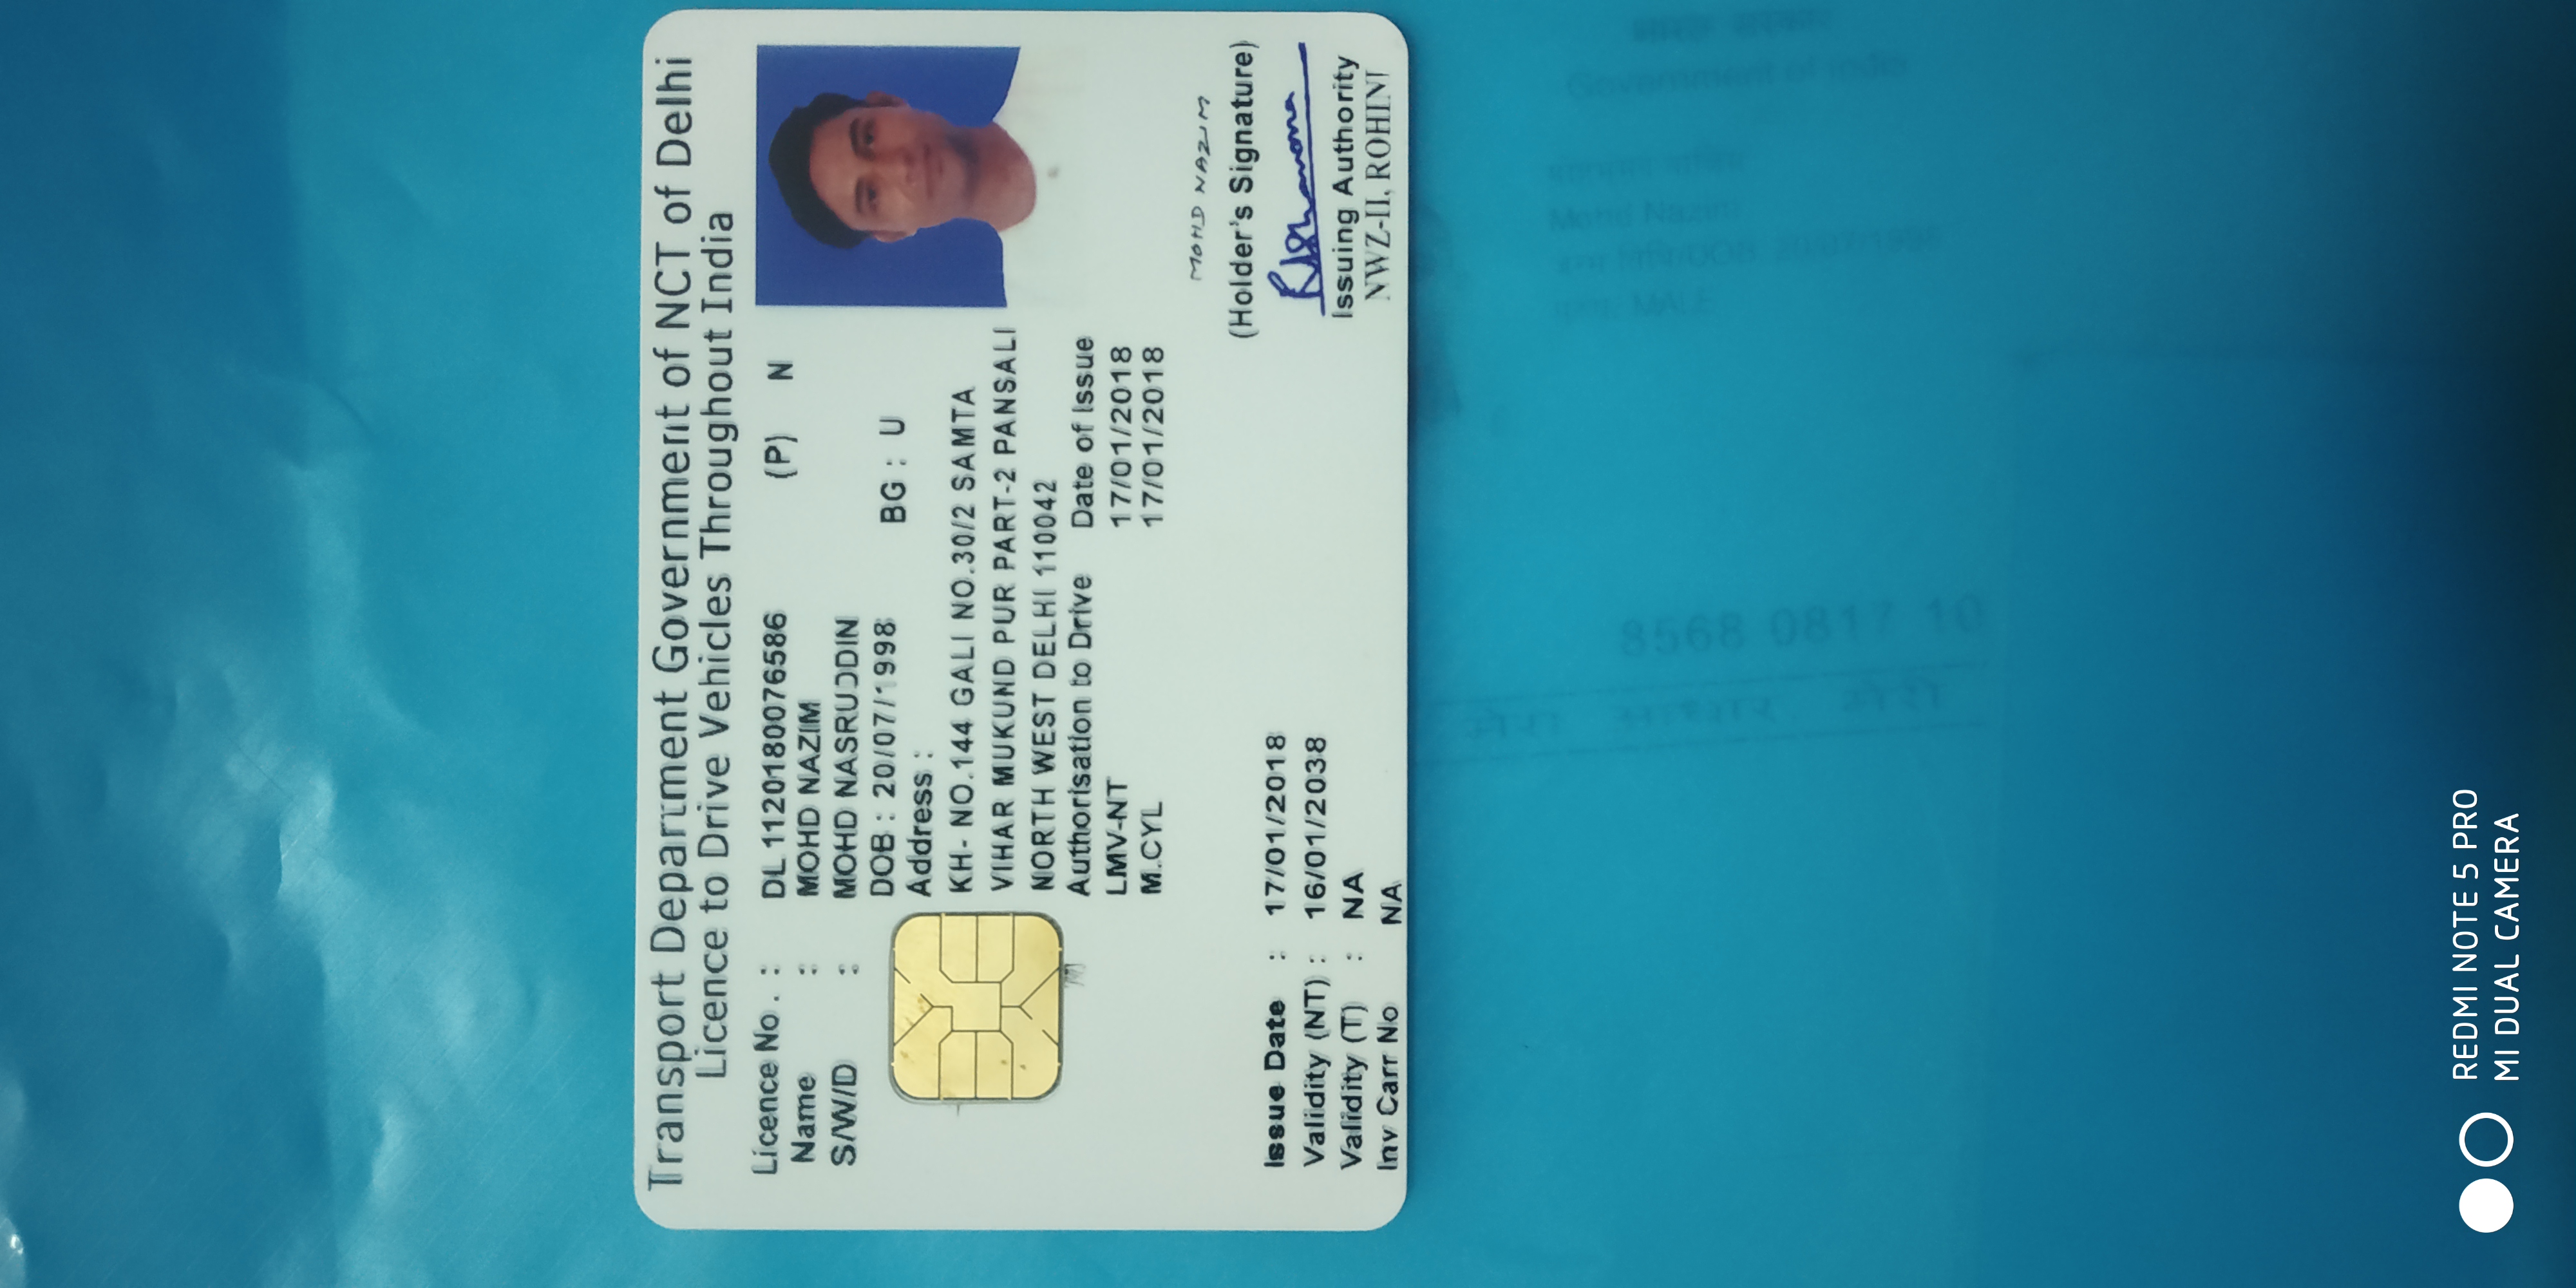 Transport Department Government of NCT of Delhi
Licence to Drive Vehicles Throughout India
Licence No. : DL 1120180076586 (P) N
Name : MOHD NAZIM
S/W/D : MOHD NASRUDDIN
DOB : 20/07/1998 BG : U
Address :
KH- NO.144 GALI NO.30/2 SAMTA
VIHAR MUKUND PUR PART-2 PANSALI
NORTH WEST DELHI 110042
Authorisation to Drive Date of Issue
LMV-NT 17/01/2018
M.CYL 17/01/2018
MOHD NAZIM
(Holder's Signature)
Issue Date : 17/01/2018
Validity (NT) : 16/01/2038
Validity (T) : NA
Inv Carr No NA
Issuing Authority
NWZ-II, ROHINI
REDMI NOTE 5 PRO
MI DUAL CAMERA